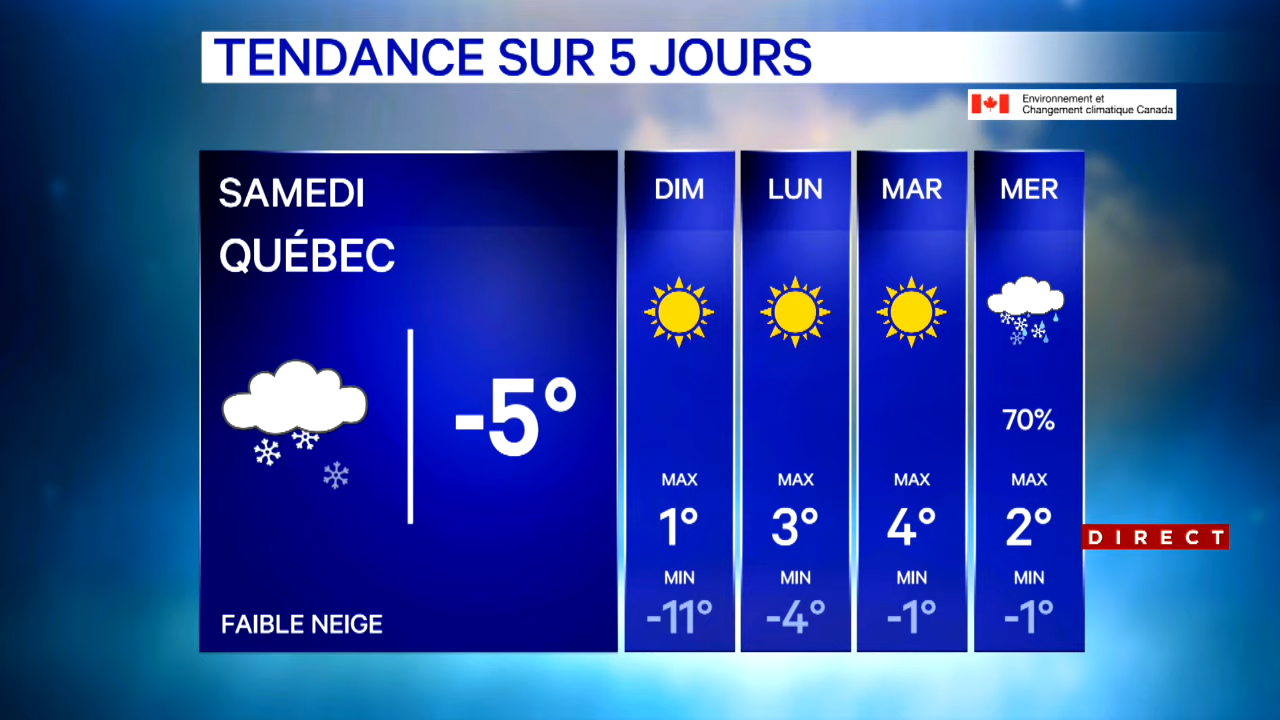 TENDANCE SUR 5 JOURS
Environnement et
Changement climatique Canada
SAMEDI
QUÉBEC
-5°
FAIBLE NEIGE
DIM
MAX
1°
MIN
-11°
LUN
MAX
3°
MIN
-4°
MAR
MAX
4°
MIN
-1°
MER
70%
MAX
2°
MIN
-1°
DIRECT